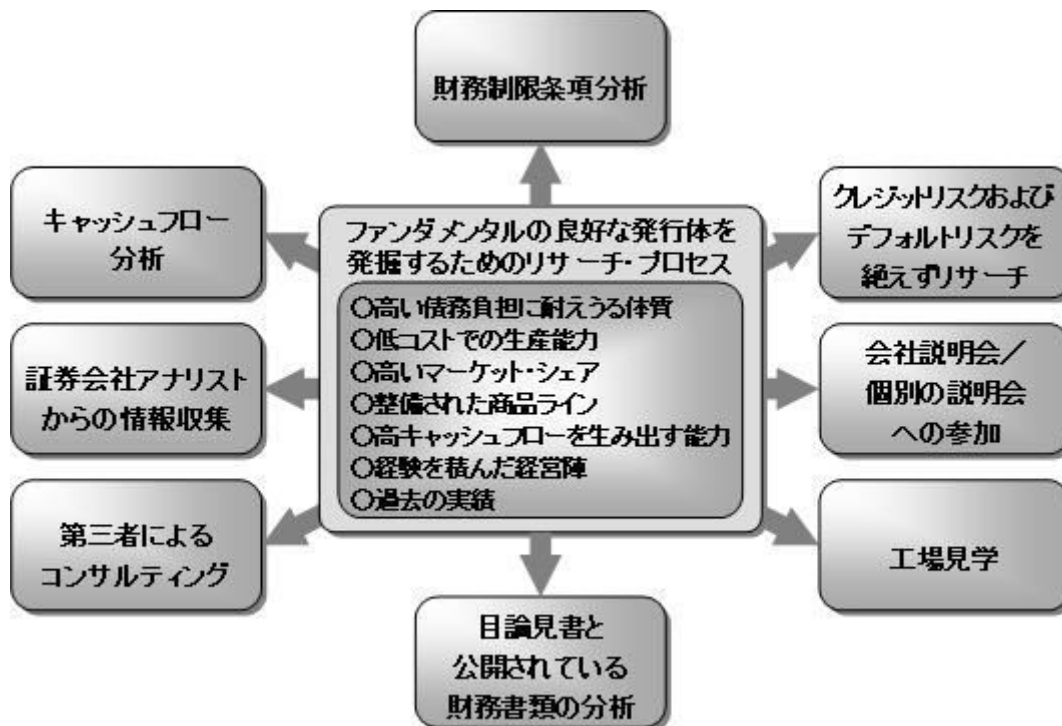 財務制限条項分析
キャッシュフロー
分析
クレジットリスクおよび
デフォルトリスクを
絶えずリサーチ
ファンダメンタルの良好な発行体を
発掘するためのリサーチ・プロセス
○高い債務負担に耐えうる体質
○低コストでの生産能力
○高いマーケット・シェア
○整備された商品ライン
○高キャッシュフローを生み出す能力
○経験を積んだ経営陣
○過去の実績
証券会社アナリスト
からの情報収集
会社説明会/
個別の説明会
への参加
第三者による
コンサルティング
工場見学
目論見書と
公開されている
財務書類の分析